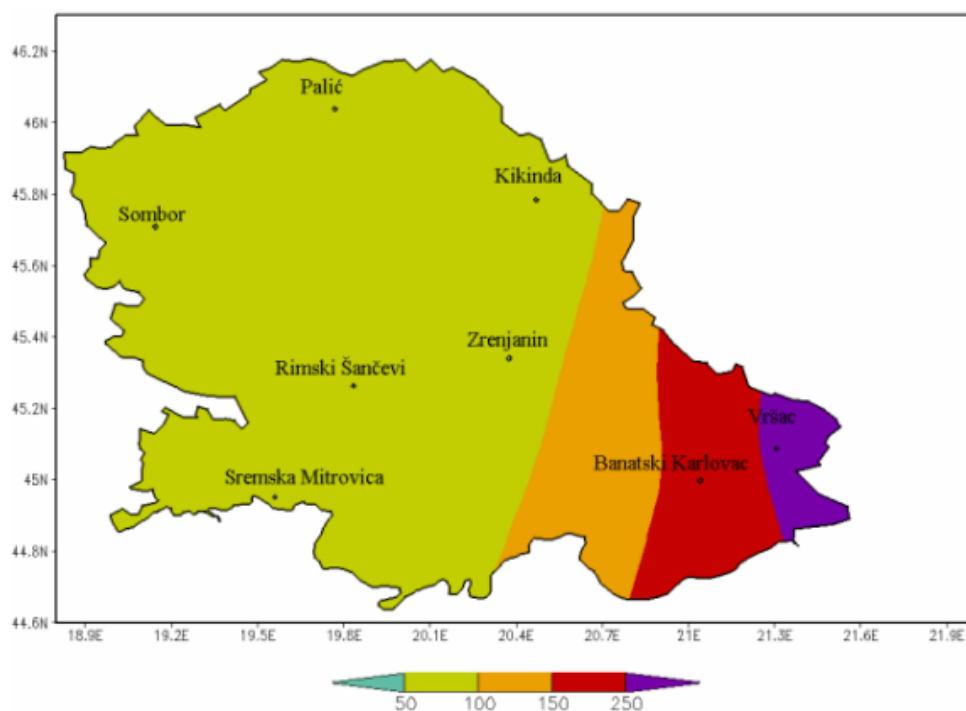 46.2N
Palić
46N
Kikinda
45.8N
Sombor
45.6N
45.4N
Zrenjanin
Rimski Šančevi
45.2N
Vršac
Banatski Karlovac
45N
Sremska Mitrovica
44.8N
44.6N
18.9E 19.2E 19.5E 19.8E 20.1E 20.4E 20.7E 21E 21.3E 21.6E 21.9E
50 100 150 250